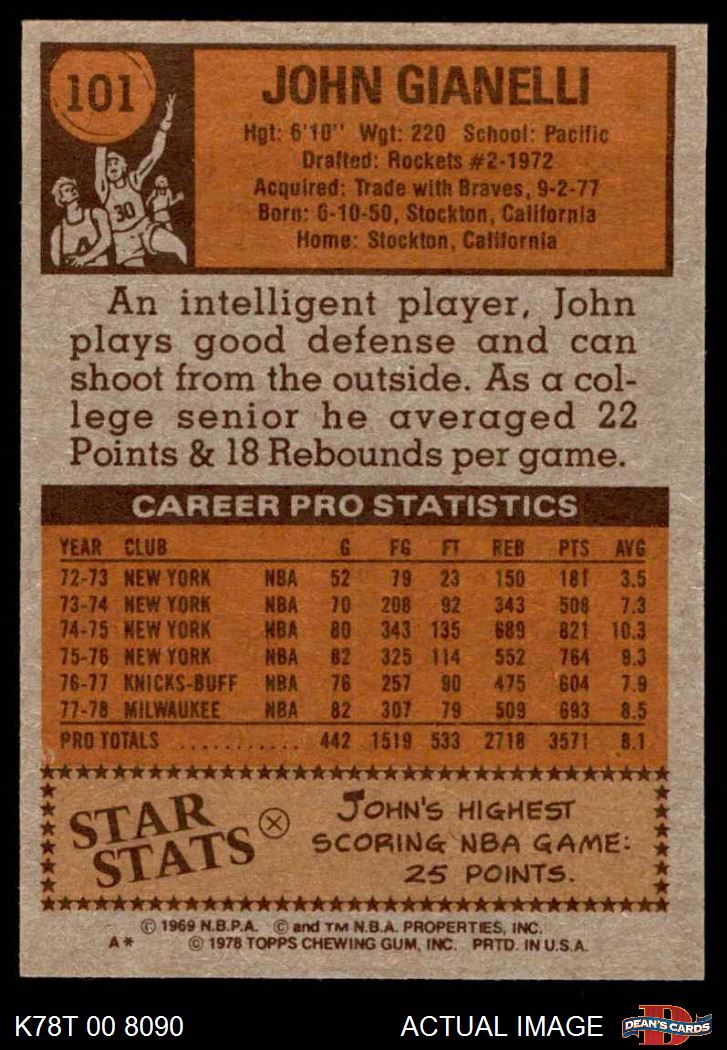 101
JOHN GIANELLI
Hgt: 6'10" Wgt: 220 School: Pacific
Drafted: Rockets #2-1972
Acquired: Trade with Braves, 9-2-77
Born: 6-10-50, Stockton, California
Home: Stockton, California
30
An intelligent player, John
plays good defense and can
shoot from the outside. As a col-
lege senior he averaged 22
Points & 18 Rebounds per game.
CAREER PRO STATISTICS
YEAR CLUB G FG FT REB PTS AVG
72-73 NEW YORK NBA 52 79 23 150 181 3.5
73-74 NEW YORK NBA 70 208 92 343 508 7.3
74-75 NEW YORK NBA 80 343 135 689 821 10.3
75-76 NEW YORK NBA 82 325 114 552 764 9.3
76-77 KNICKS-BUFF NBA 76 257 90 475 604 7.9
77-78 MILWAUKEE NBA 82 307 79 509 693 8.5
PRO TOTALS ........... 442 1519 533 2718 3571 8.1
STAR
STATS
JOHN'S HIGHEST
SCORING NBA GAME:
25 POINTS.
© 1969 N.B.P.A. © and TM N.B.A. PROPERTIES, INC.
A* © 1978 TOPPS CHEWING GUM, INC. PRTD. IN U.S.A.
K78T 00 8090 ACTUAL IMAGE
D
DEAN'S CARDS